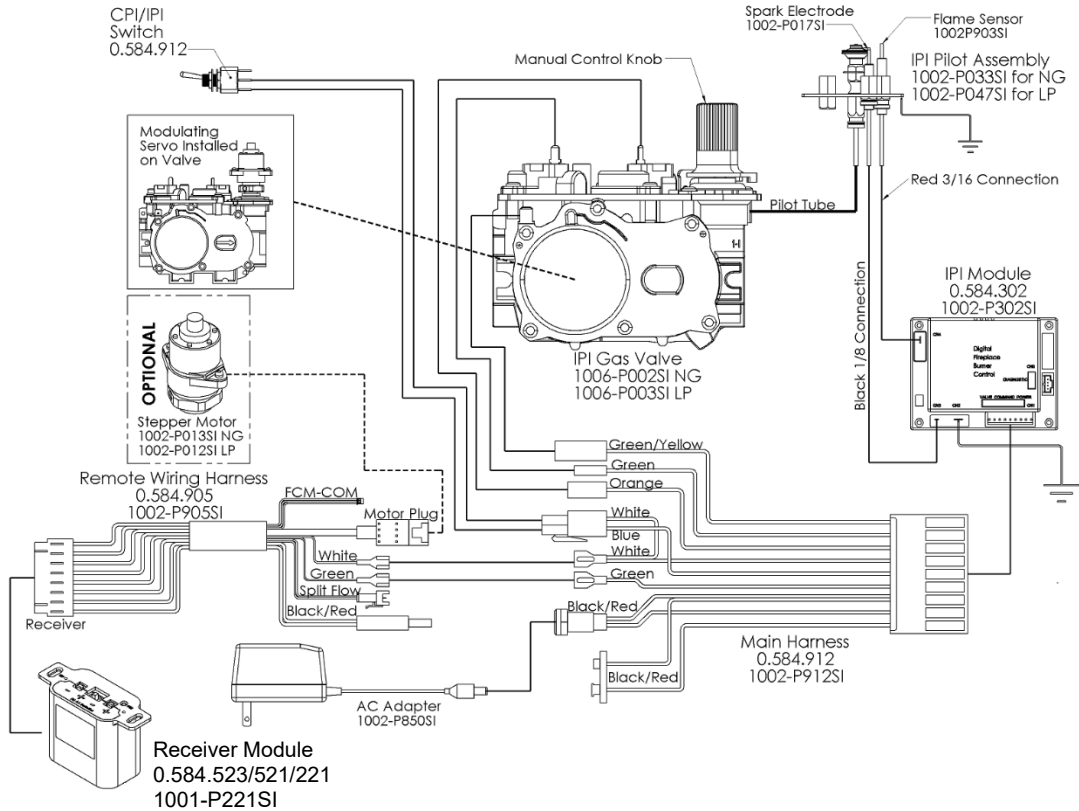 CPI/IPI
Switch
0.584.912
Spark Electrode
1002-P017SI
Flame Sensor
1002P903SI
Manual Control Knob
IPI Pilot Assembly
1002-P033SI for NG
1002-P047SI for LP
Modulating
Servo Installed
on Valve
Red 3/16 Connection
Pilot Tube
IPI Module
0.584.302
1002-P302SI
Black 1/8 Connection
Digital
Fireplace
Burner
Control
DIAGNOSTIC
VALVE COMMAND POWER
OPTIONAL
Stepper Motor
1002-P013SI NG
1002-P012SI LP
IPI Gas Valve
1006-P002SI NG
1006-P003SI LP
Remote Wiring Harness
0.584.905
1002-P905SI
FCM-COM
Motor Plug
Green/Yellow
Green
Orange
White
Blue
White
White
Green
Green
Split Flow
Black/Red
Black/Red
Black/Red
Receiver
Main Harness
0.584.912
1002-P912SI
AC Adapter
1002-P850SI
Receiver Module
0.584.523/521/221
1001-P221SI